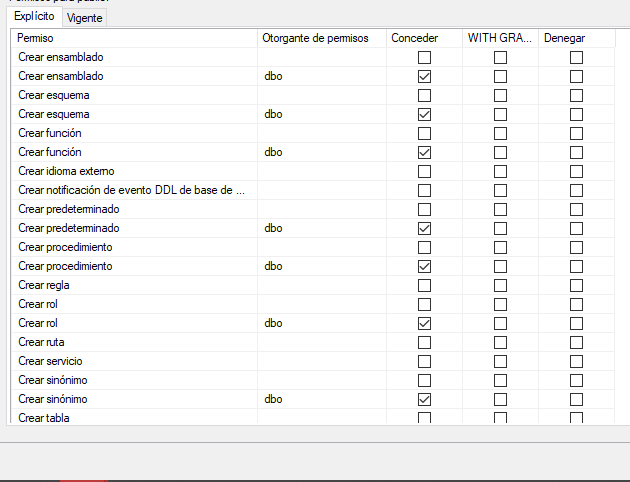 Explícito Vigente
Permiso Otorgante de permisos Conceder WITH GRA... Denegar
Crear ensamblado
Crear ensamblado dbo
Crear esquema
Crear esquema dbo
Crear función
Crear función dbo
Crear idioma externo
Crear notificación de evento DDL de base de ...
Crear predeterminado
Crear predeterminado dbo
Crear procedimiento
Crear procedimiento dbo
Crear regla
Crear rol
Crear rol dbo
Crear ruta
Crear servicio
Crear sinónimo
Crear sinónimo dbo
Crear tabla